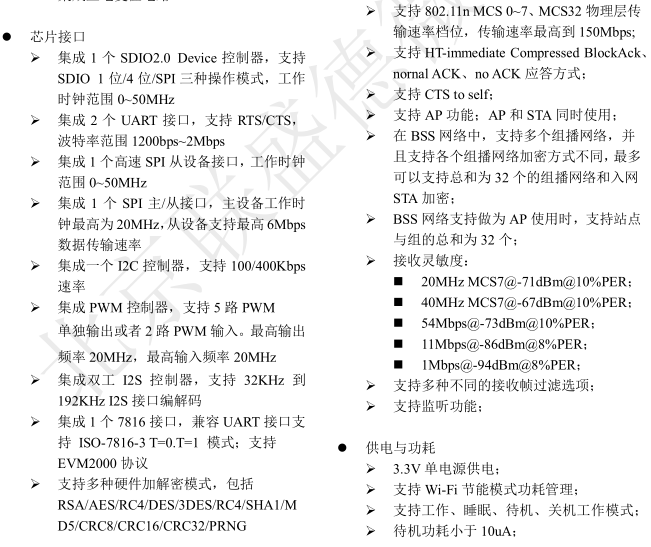 ● 芯片接口
➢ 集成 1 个 SDIO2.0 Device 控制器，支持
SDIO 1 位/4 位/SPI 三种操作模式，工作
时钟范围 0~50MHz
➢ 集成 2 个 UART 接口，支持 RTS/CTS，
波特率范围 1200bps~2Mbps
➢ 集成 1 个高速 SPI 从设备接口，工作时钟
范围 0~50MHz
➢ 集成 1 个 SPI 主/从接口，主设备工作时
钟最高为 20MHz，从设备支持最高 6Mbps
数据传输速率
➢ 集成一个 I2C 控制器，支持 100/400Kbps
速率
➢ 集成 PWM 控制器，支持 5 路 PWM
单独输出或者 2 路 PWM 输入。最高输出
频率 20MHz，最高输入频率 20MHz
➢ 集成双工 I2S 控制器，支持 32KHz 到
192KHz I2S 接口编解码
➢ 集成 1 个 7816 接口，兼容 UART 接口支
持 ISO-7816-3 T=0.T=1 模式；支持
EVM2000 协议
➢ 支持多种硬件加解密模式，包括
RSA/AES/RC4/DES/3DES/RC4/SHA1/M
D5/CRC8/CRC16/CRC32/PRNG
➢ 支持 802.11n MCS 0~7、MCS32 物理层传
输速率档位，传输速率最高到 150Mbps;
➢ 支持 HT-immediate Compressed BlockAck、
nornal ACK、no ACK 应答方式；
➢ 支持 CTS to self；
➢ 支持 AP 功能；AP 和 STA 同时使用；
➢ 在 BSS 网络中，支持多个组播网络，并
且支持各个组播网络加密方式不同，最多
可以支持总和为 32 个的组播网络和入网
STA 加密；
➢ BSS 网络支持做为 AP 使用时，支持站点
与组的总和为 32 个；
➢ 接收灵敏度：
■ 20MHz MCS7@-71dBm@10%PER；
■ 40MHz MCS7@-67dBm@10%PER；
■ 54Mbps@-73dBm@10%PER；
■ 11Mbps@-86dBm@8%PER；
■ 1Mbps@-94dBm@8%PER；
➢ 支持多种不同的接收帧过滤选项；
➢ 支持监听功能；
● 供电与功耗
➢ 3.3V 单电源供电；
➢ 支持 Wi-Fi 节能模式功耗管理；
➢ 支持工作、睡眠、待机、关机工作模式；
➢ 待机功耗小于 10uA；
北京联盛德微